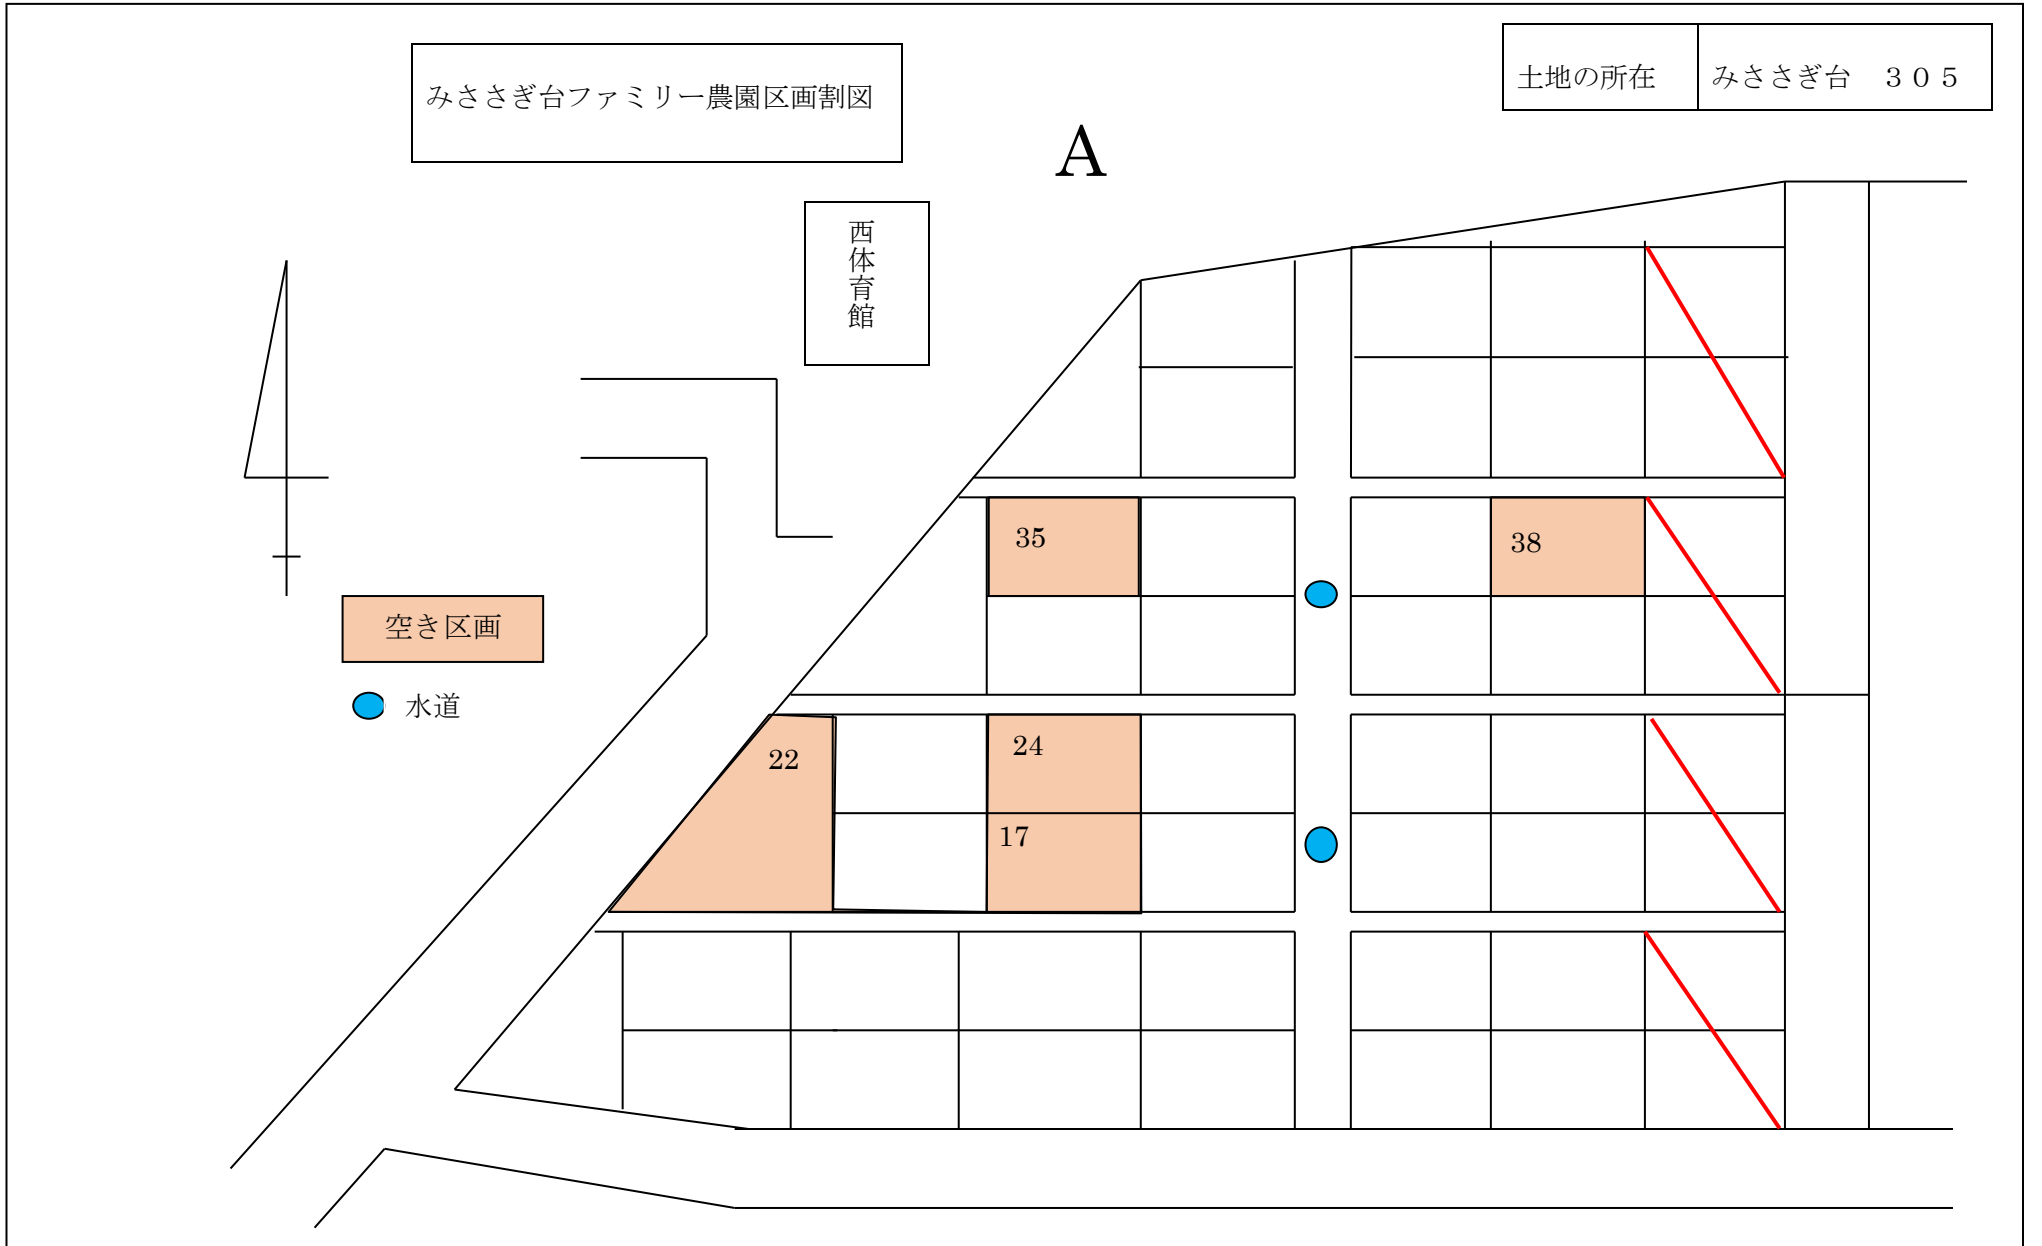 みささぎ台ファミリー農園区画割図
土地の所在
みささぎ台　３０５
A
西体育館
35
38
空き区画
水道
22
24
17